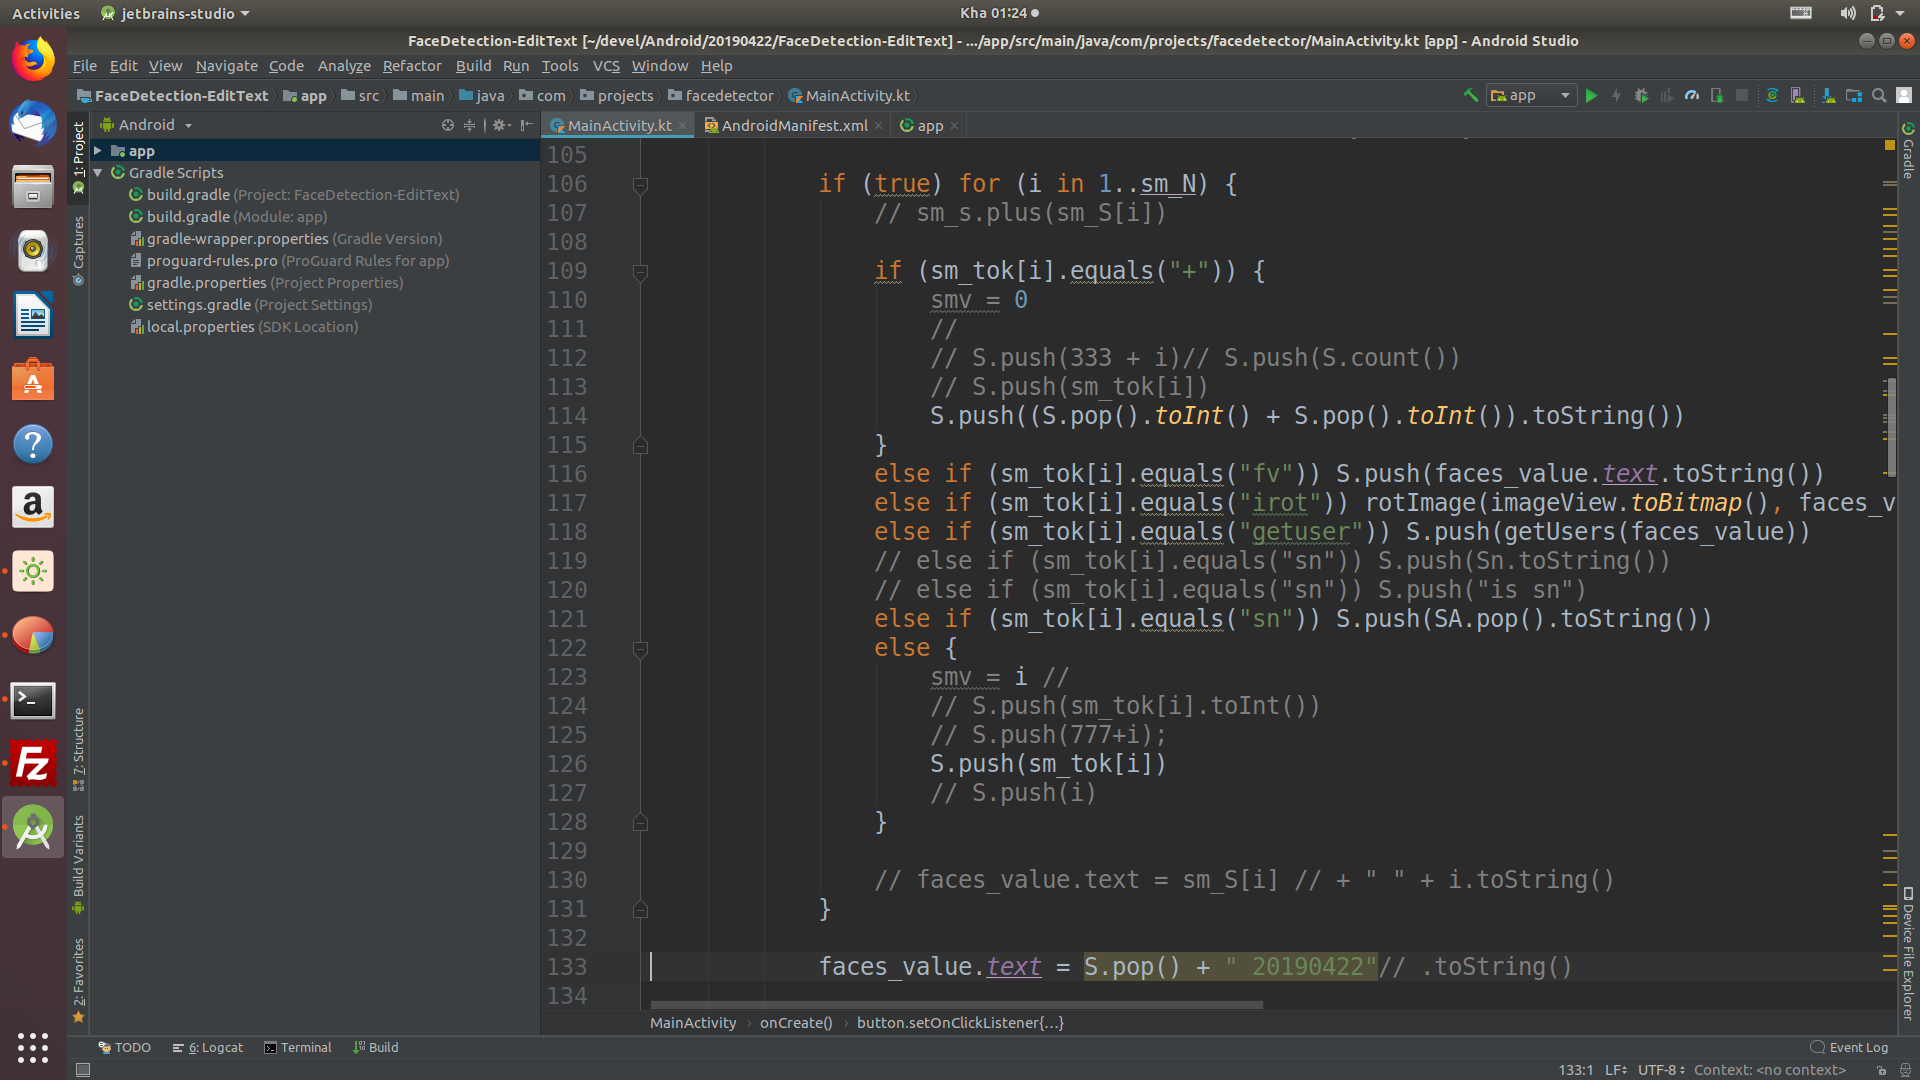 Activities
jetbrains-studio
Kha 01:24
FaceDetection-EditText [~/devel/Android/20190422/FaceDetection-EditText] - .../app/src/main/java/com/projects/facedetector/MainActivity.kt [app] - Android Studio
File Edit View Navigate Code Analyze Refactor Build Run Tools VCS Window Help
FaceDetection-EditText app src main java com projects facedetector MainActivity.kt
app
Android
MainActivity.kt
AndroidManifest.xml
app
1: Project
Captures
7: Structure
Build Variants
2: Favorites
app
Gradle Scripts
build.gradle (Project: FaceDetection-EditText)
build.gradle (Module: app)
gradle-wrapper.properties (Gradle Version)
proguard-rules.pro (ProGuard Rules for app)
gradle.properties (Project Properties)
settings.gradle (Project Settings)
local.properties (SDK Location)
105
106 if (true) for (i in 1..sm_N) {
107 // sm_s.plus(sm_S[i])
108
109 if (sm_tok[i].equals("+")) {
110 smv = 0
111 //
112 // S.push(333 + i)// S.push(S.count())
113 // S.push(sm_tok[i])
114 S.push((S.pop().toInt() + S.pop().toInt()).toString())
115 }
116 else if (sm_tok[i].equals("fv")) S.push(faces_value.text.toString())
117 else if (sm_tok[i].equals("irot")) rotImage(imageView.toBitmap(), faces_v
118 else if (sm_tok[i].equals("getuser")) S.push(getUsers(faces_value))
119 // else if (sm_tok[i].equals("sn")) S.push(Sn.toString())
120 // else if (sm_tok[i].equals("sn")) S.push("is sn")
121 else if (sm_tok[i].equals("sn")) S.push(SA.pop().toString())
122 else {
123 smv = i //
124 // S.push(sm_tok[i].toInt())
125 // S.push(777+i);
126 S.push(sm_tok[i])
127 // S.push(i)
128 }
129
130 // faces_value.text = sm_S[i] // + " " + i.toString()
131 }
132
133 faces_value.text = S.pop() + " 20190422"// .toString()
134
MainActivity
onCreate()
button.setOnClickListener{...}
Gradle
Device File Explorer
TODO
6: Logcat
Terminal
Build
Event Log
133:1 LF UTF-8 Context: <no context>